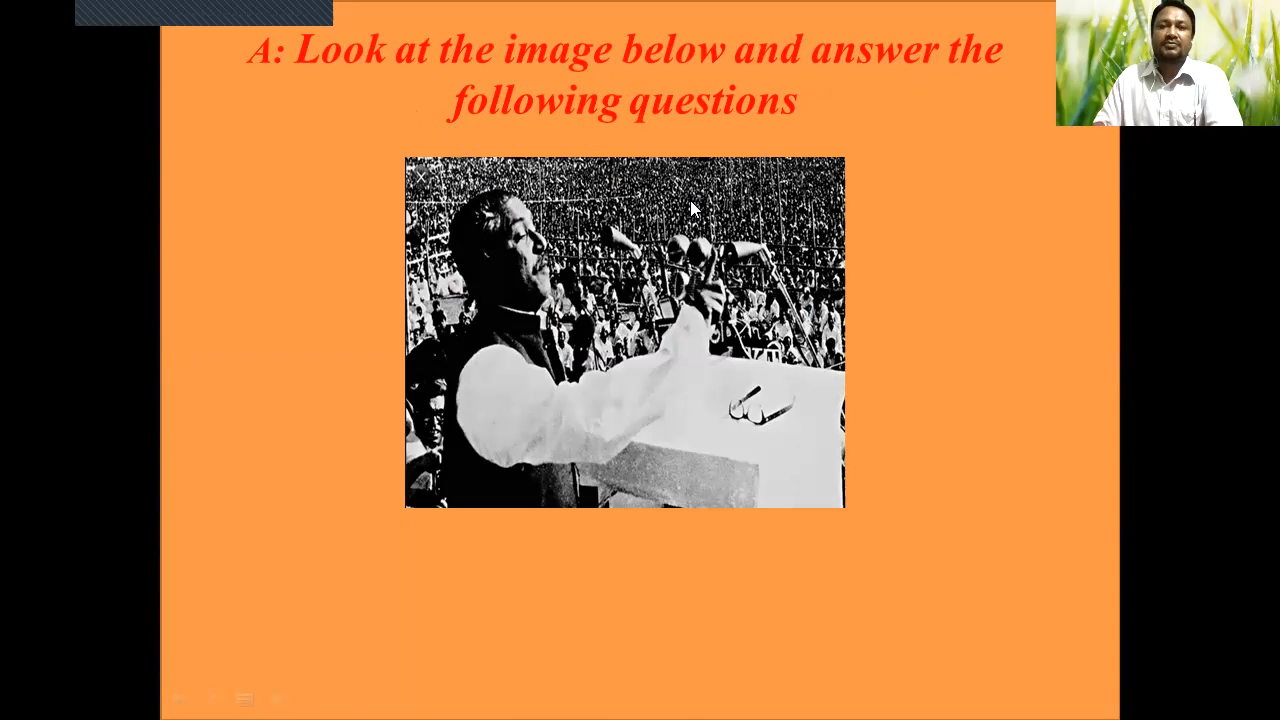 A: Look at the image below and answer the
following questions